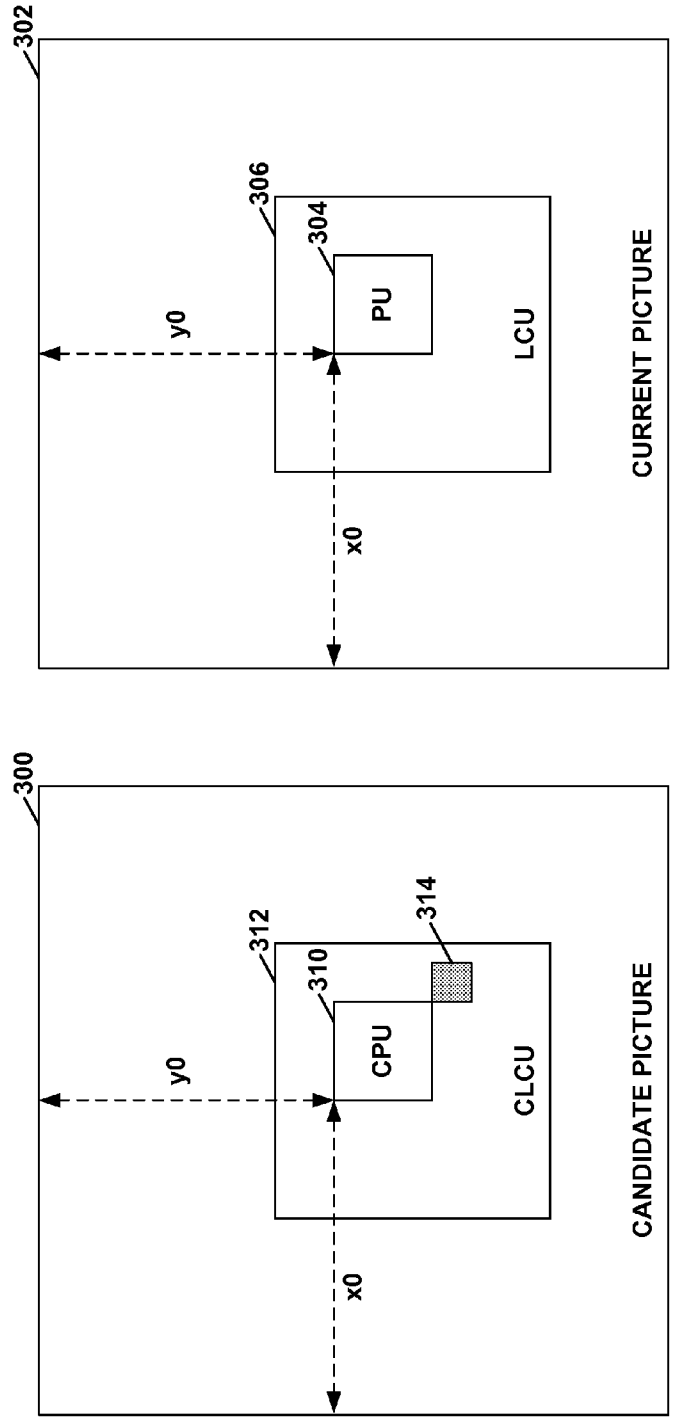 300
y0
312
310
314
CPU
x0
CLCU
CANDIDATE PICTURE
302
y0
306
304
PU
x0
LCU
CURRENT PICTURE